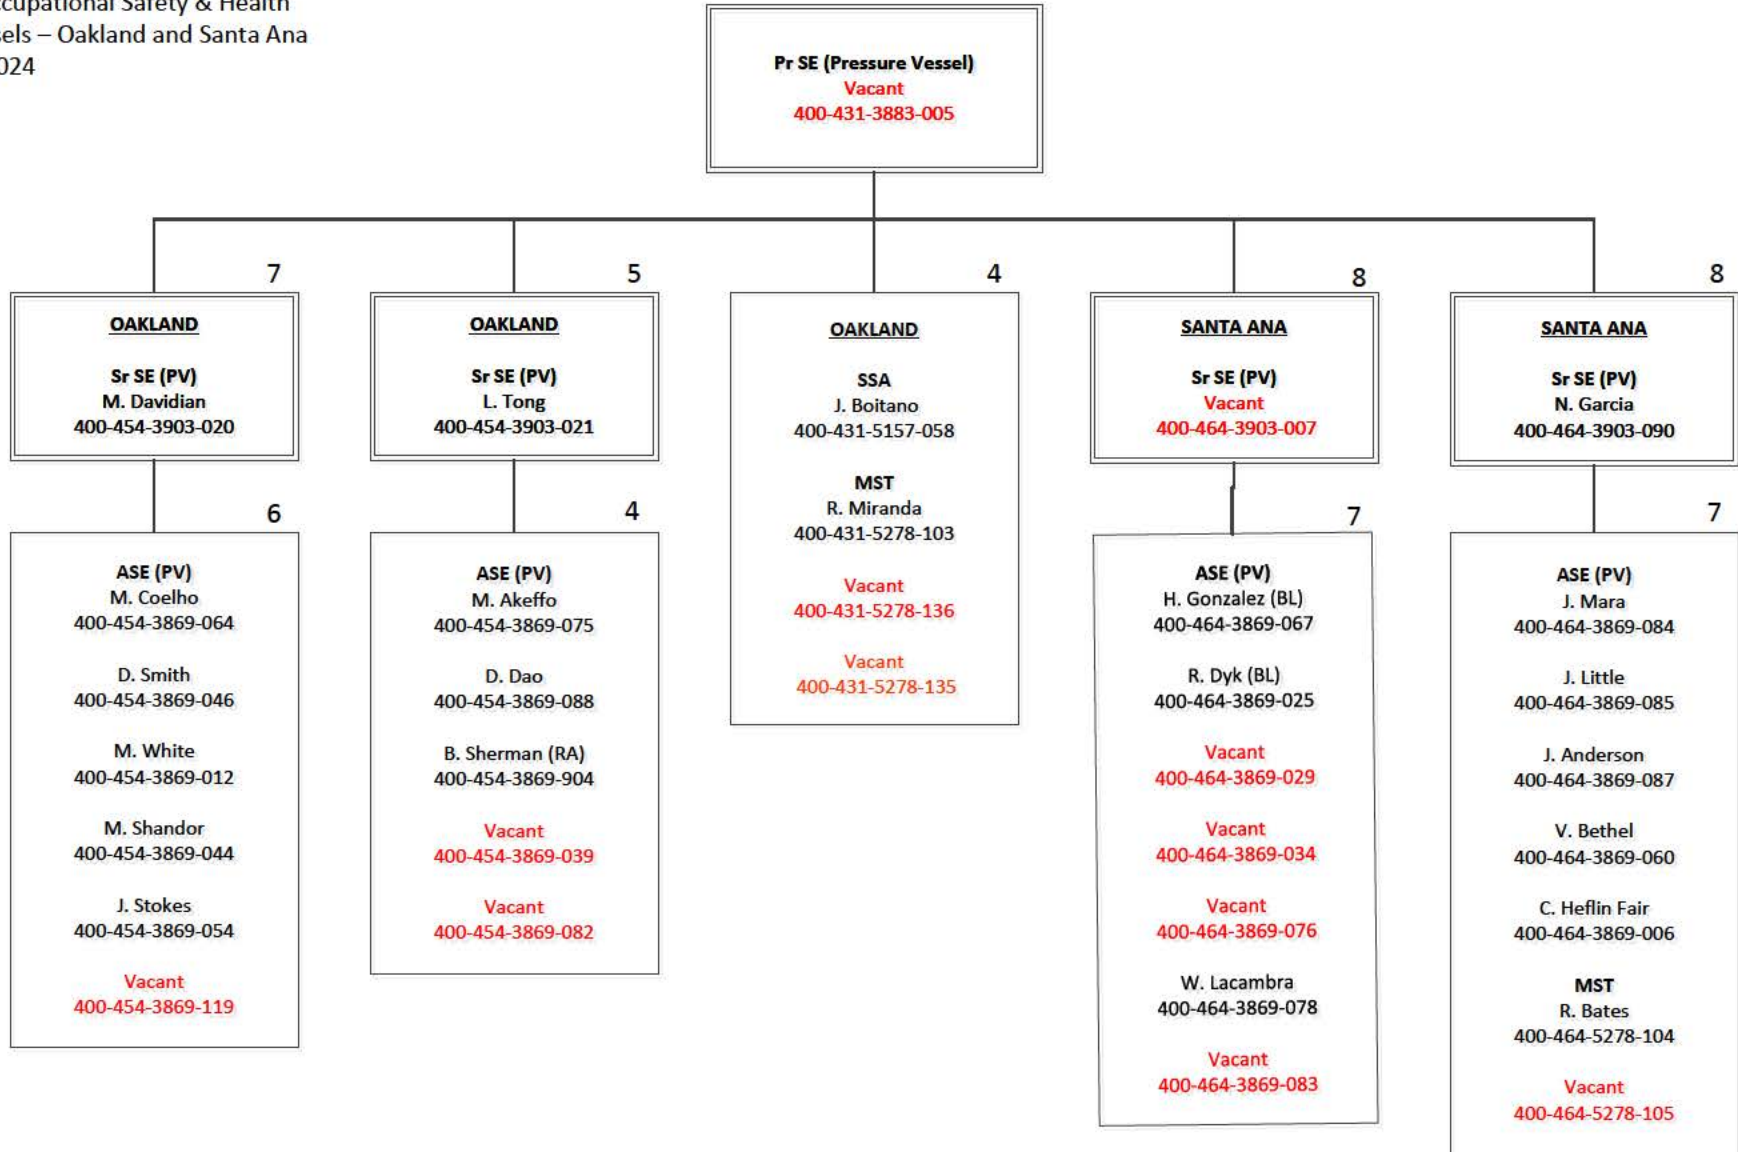 Occupational Safety & Health
sels – Oakland and Santa Ana
024
Pr SE (Pressure Vessel)
Vacant
400-431-3883-005
7
OAKLAND
Sr SE (PV)
M. Davidian
400-454-3903-020
6
ASE (PV)
M. Coelho
400-454-3869-064
D. Smith
400-454-3869-046
M. White
400-454-3869-012
M. Shandor
400-454-3869-044
J. Stokes
400-454-3869-054
Vacant
400-454-3869-119
5
OAKLAND
Sr SE (PV)
L. Tong
400-454-3903-021
4
ASE (PV)
M. Akeffo
400-454-3869-075
D. Dao
400-454-3869-088
B. Sherman (RA)
400-454-3869-904
Vacant
400-454-3869-039
Vacant
400-454-3869-082
4
OAKLAND
SSA
J. Boitano
400-431-5157-058
MST
R. Miranda
400-431-5278-103
Vacant
400-431-5278-136
Vacant
400-431-5278-135
8
SANTA ANA
Sr SE (PV)
Vacant
400-464-3903-007
7
ASE (PV)
H. Gonzalez (BL)
400-464-3869-067
R. Dyk (BL)
400-464-3869-025
Vacant
400-464-3869-029
Vacant
400-464-3869-034
Vacant
400-464-3869-076
W. Lacambra
400-464-3869-078
Vacant
400-464-3869-083
8
SANTA ANA
Sr SE (PV)
N. Garcia
400-464-3903-090
7
ASE (PV)
J. Mara
400-464-3869-084
J. Little
400-464-3869-085
J. Anderson
400-464-3869-087
V. Bethel
400-464-3869-060
C. Heflin Fair
400-464-3869-006
MST
R. Bates
400-464-5278-104
Vacant
400-464-5278-105